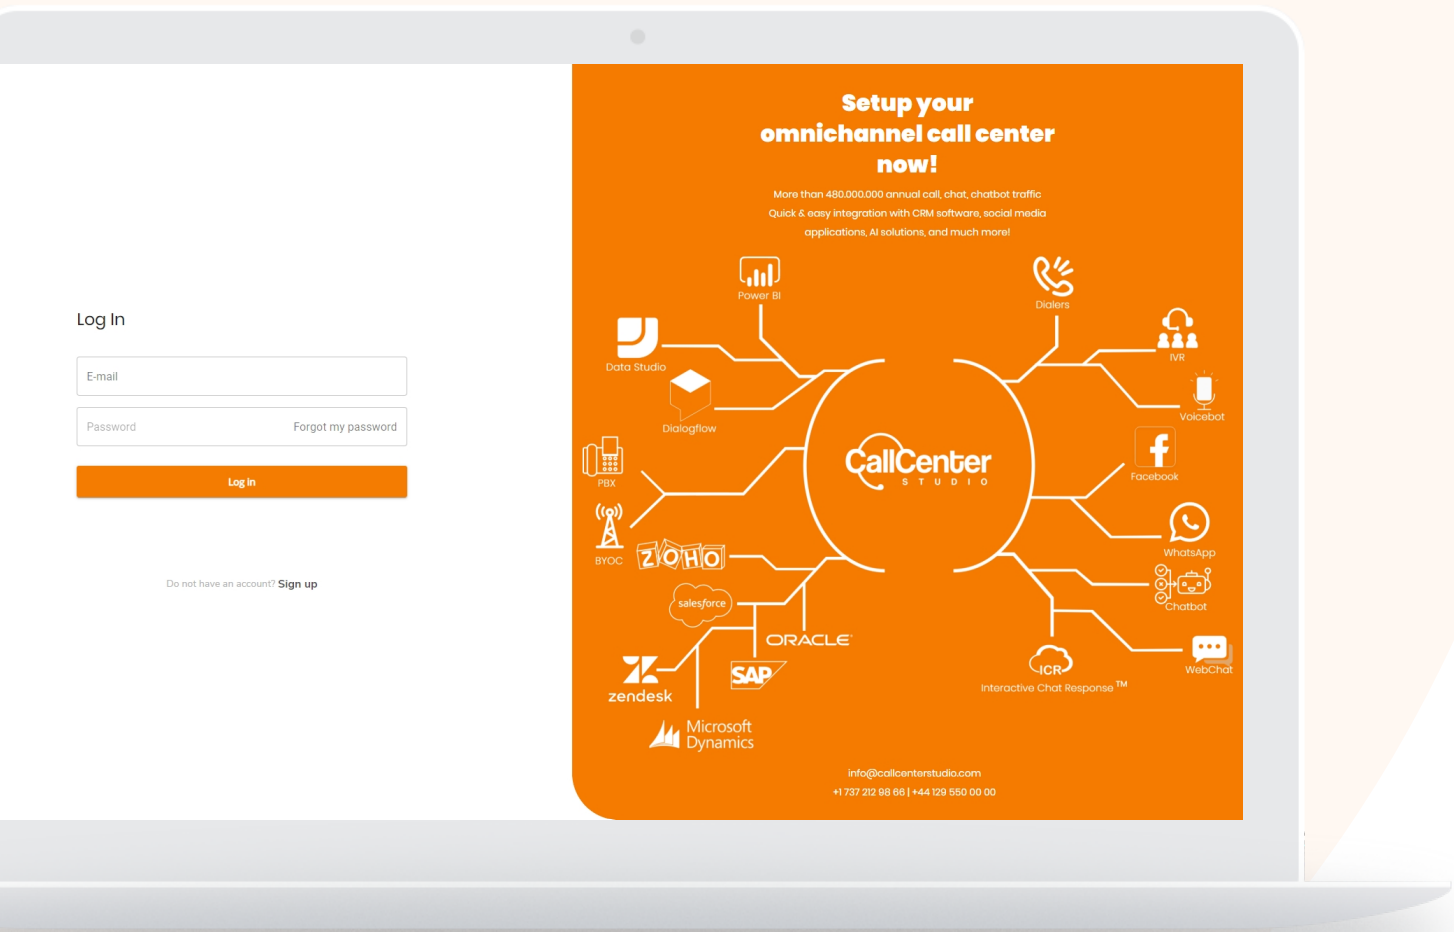 Log In
E-mail
Password
Forgot my password
Log in
Do not have an account? Sign up
Setup your
omnichannel call center
now!
More than 480.000.000 annual call, chat, chatbot traffic
Quick & easy integration with CRM software, social media
applications, AI solutions, and much more!
Power BI
Dialers
Data Studio
IVR
Dialogflow
Voicebot
CallCenter
STUDIO
PBX
Facebook
BYOC
ZOHO
WhatsApp
salesforce
Chatbot
ORACLE
SAP
zendesk
ICR
Interactive Chat Response TM
WebChat
Microsoft
Dynamics
info@callcenterstudio.com
+1 737 212 98 66 | +44 129 550 00 00